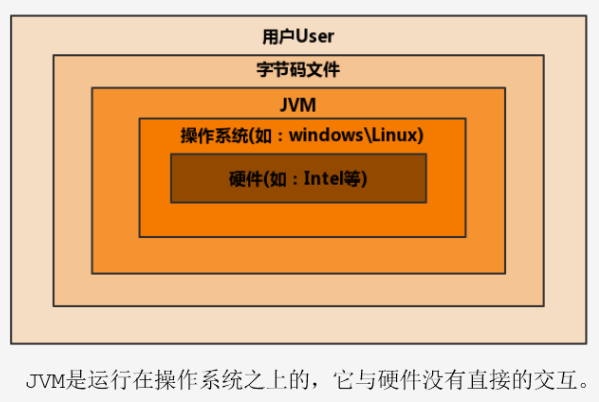 用户User
字节码文件
JVM
操作系统(如：windows\Linux)
硬件(如：Intel等)
JVM是运行在操作系统之上的，它与硬件没有直接的交互。